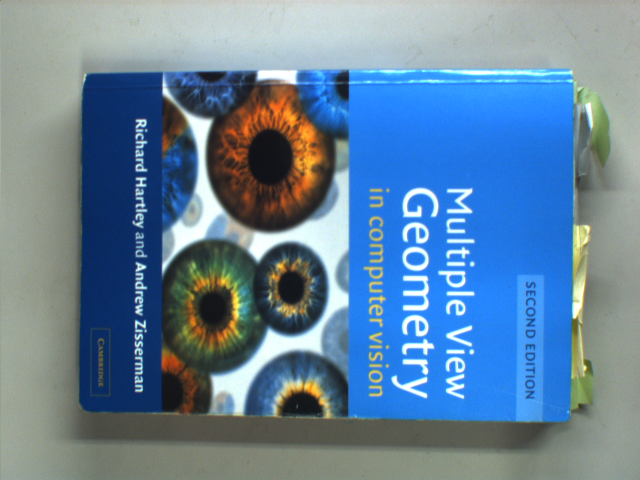 SECOND EDITION
Multiple View
Geometry
in computer vision
Richard Hartley and Andrew Zisserman
CAMBRIDGE